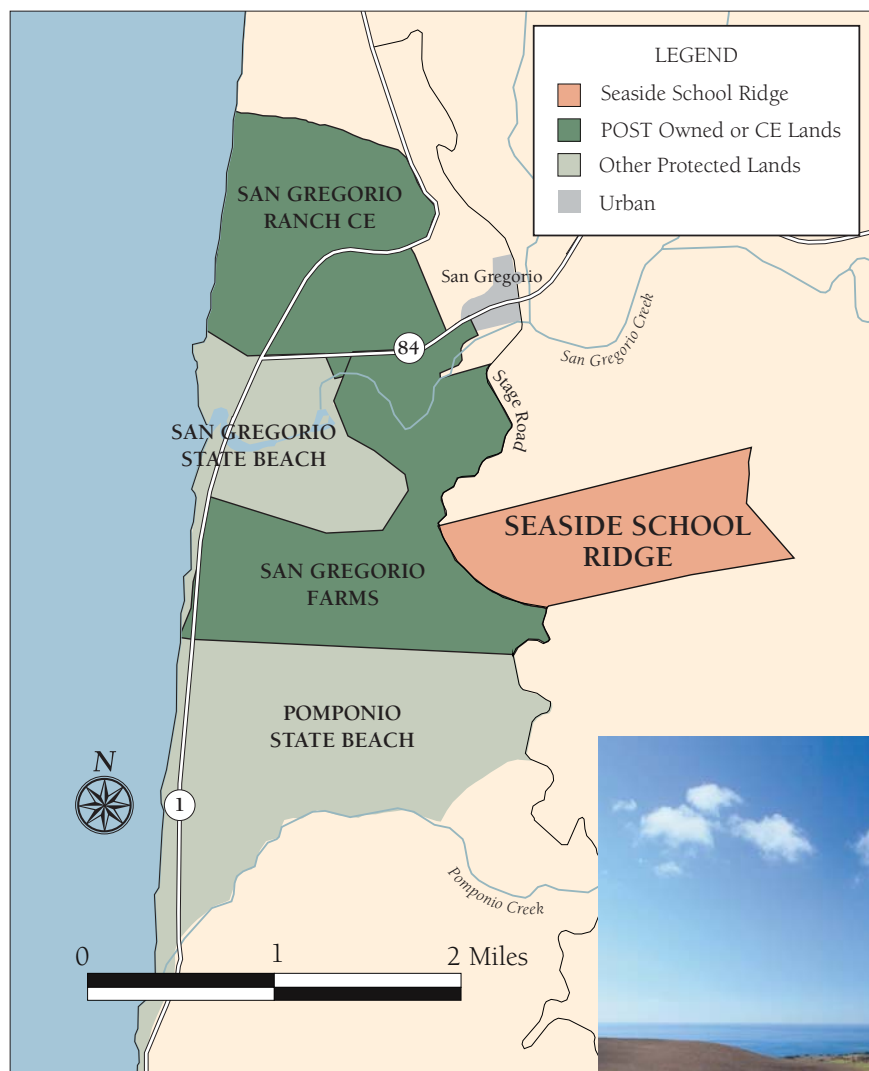 LEGEND
Seaside School Ridge
POST Owned or CE Lands
Other Protected Lands
Urban
SAN GREGORIO
RANCH CE
San Gregorio
84
San Gregorio Creek
Stage Road
SAN GREGORIO
STATE BEACH
SEASIDE SCHOOL
RIDGE
SAN GREGORIO
FARMS
POMPONIO
STATE BEACH
N
1
Pomponio Creek
0 1 2 Miles